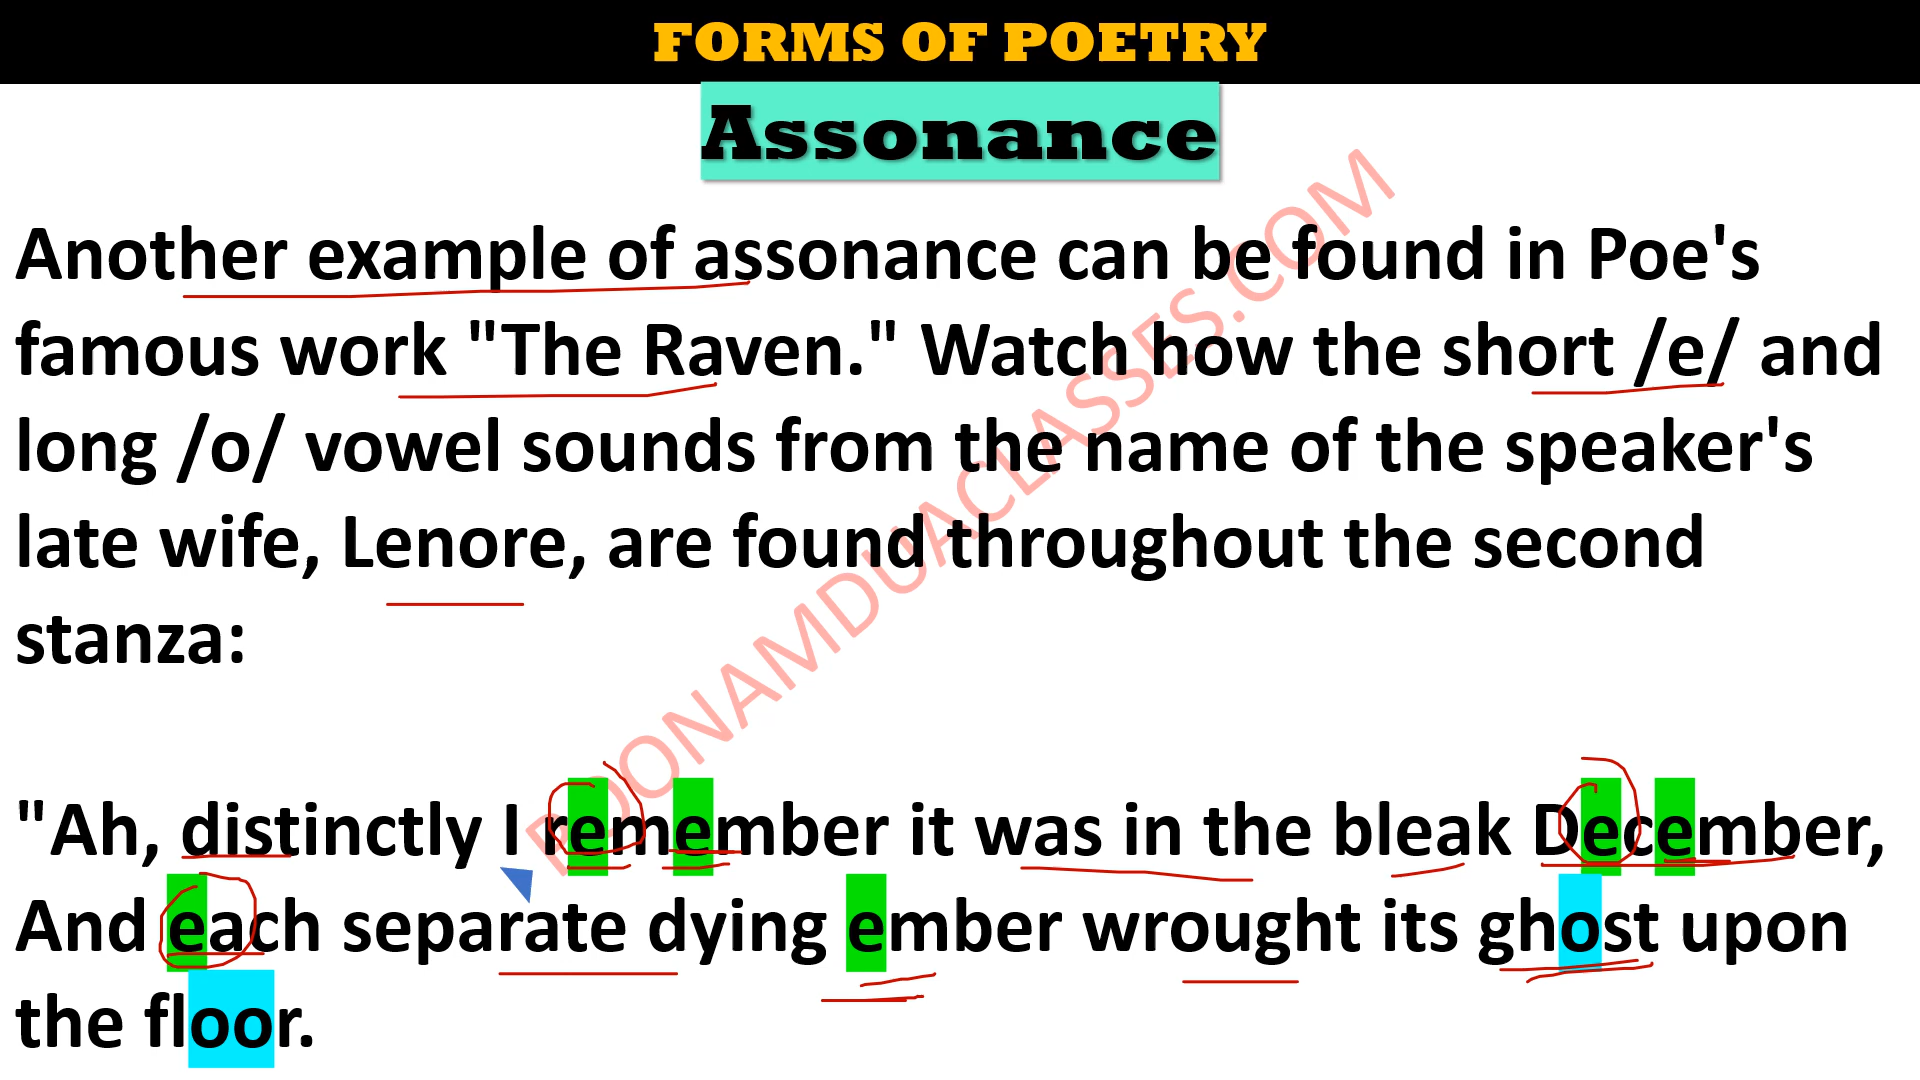 FORMS OF POETRY
Assonance
Another example of assonance can be found in Poe's
famous work "The Raven." Watch how the short /e/ and
long /o/ vowel sounds from the name of the speaker's
late wife, Lenore, are found throughout the second
stanza:
"Ah, distinctly I remember it was in the bleak December,
And each separate dying ember wrought its ghost upon
the floor.
POONAMDUACLASSES.COM